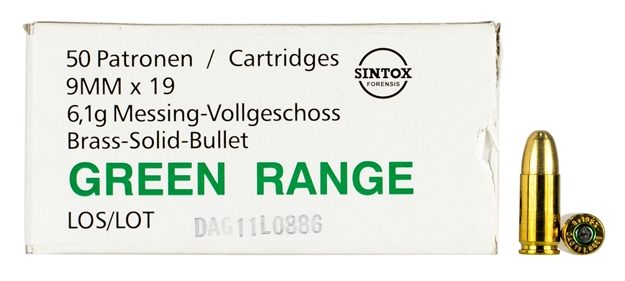 50 Patronen / Cartridges
9MM x 19
6,1g Messing-Vollgeschoss
Brass-Solid-Bullet
GREEN RANGE
LOS/LOT DAG11L0886
SINTOX
FORENSIS